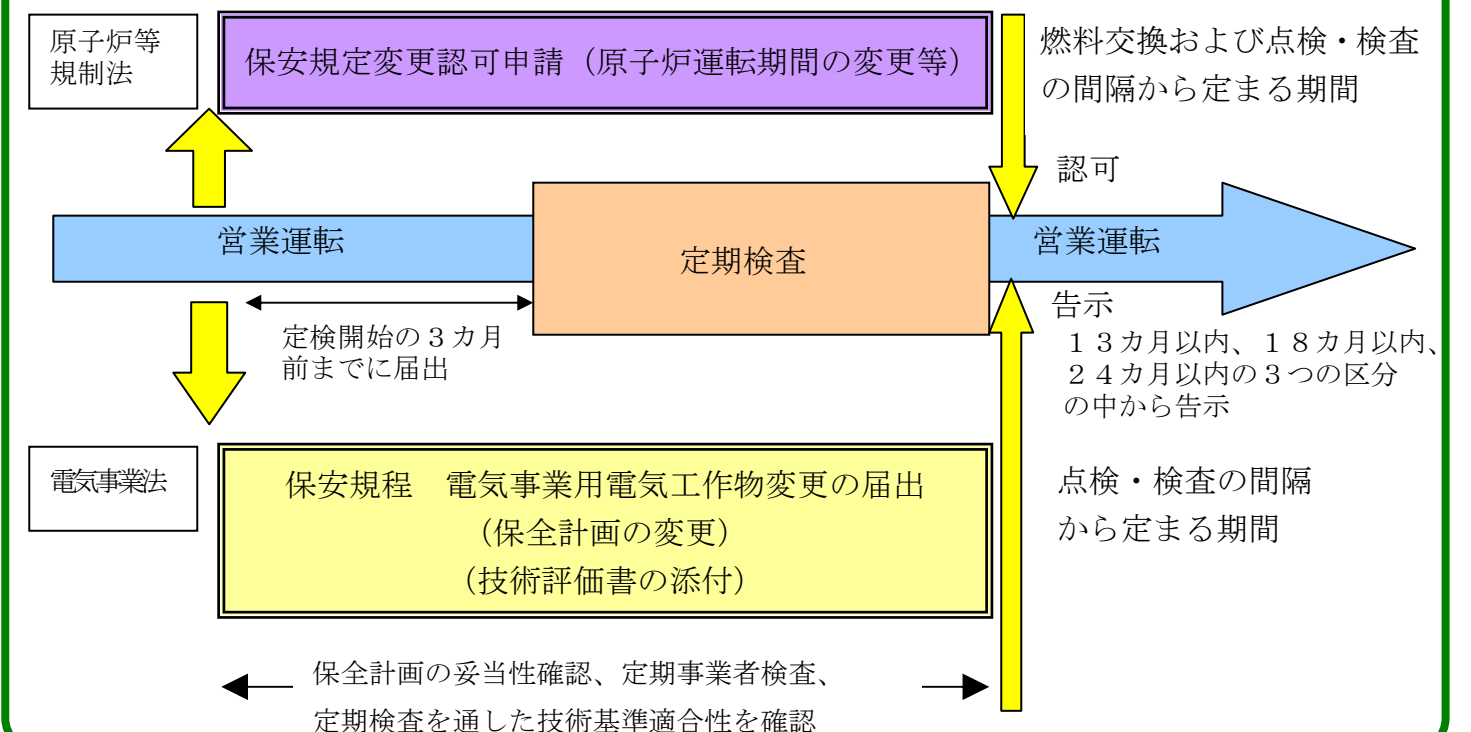 原子炉等
規制法
保安規定変更認可申請（原子炉運転期間の変更等）
燃料交換および点検・検査
の間隔から定まる期間
認可
営業運転
定期検査
営業運転
定検開始の３カ月
前までに届出
告示
１３カ月以内、１８カ月以内、
２４カ月以内の３つの区分
の中から告示
電気事業法
保安規程　電気事業用電気工作物変更の届出
（保全計画の変更）
（技術評価書の添付）
点検・検査の間隔
から定まる期間
保全計画の妥当性確認、定期事業者検査、
定期検査を通した技術基準適合性を確認